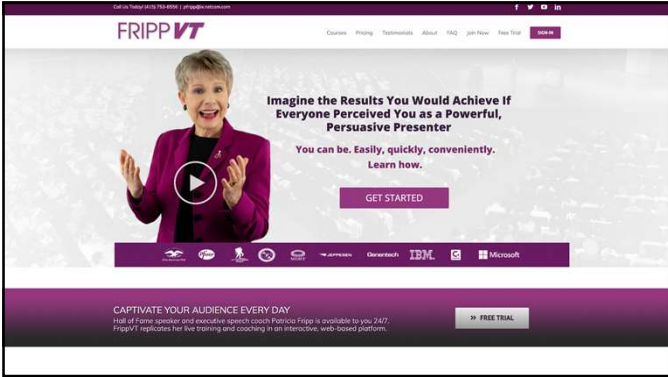 Call Us Today! (415) 753-6556 | pfripp@ix.netcom.com
FRIPP VT
Courses Pricing Testimonials About FAQ Join Now Free Trial SIGN IN
Imagine the Results You Would Achieve If
Everyone Perceived You as a Powerful,
Persuasive Presenter
You can be. Easily, quickly, conveniently.
Learn how.
GET STARTED
Pfizer JEPPESEN Genentech IBM Microsoft
CAPTIVATE YOUR AUDIENCE EVERY DAY
Hall of Fame speaker and executive speech coach Patricia Fripp is available to you 24/7.
FrippVT replicates her live training and coaching in an interactive, web-based platform.
» FREE TRIAL